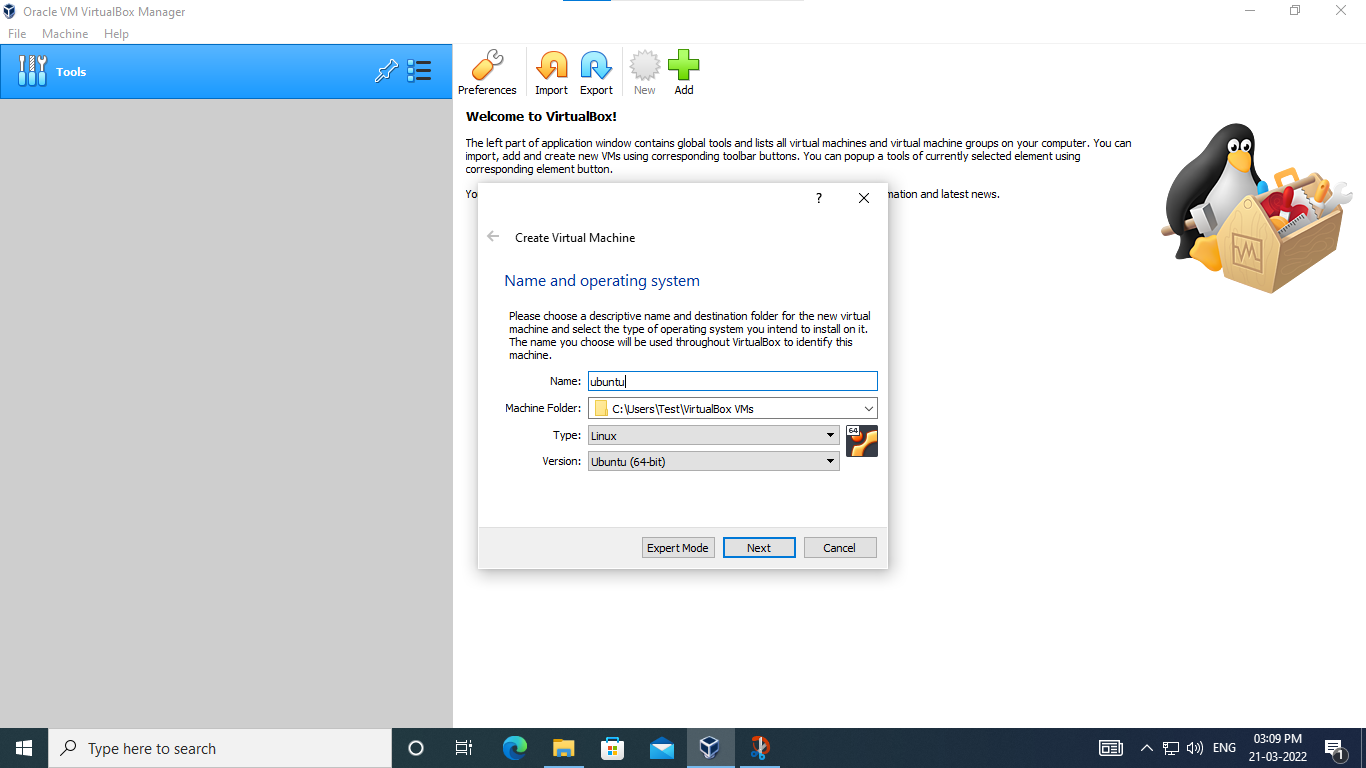 Oracle VM VirtualBox Manager
File Machine Help
Tools
Preferences Import Export New Add
Welcome to VirtualBox!
The left part of application window contains global tools and lists all virtual machines and virtual machine groups on your computer. You can
import, add and create new VMs using corresponding toolbar buttons. You can popup a tools of currently selected element using
corresponding element button.
mation and latest news.
?
Create Virtual Machine
Name and operating system
Please choose a descriptive name and destination folder for the new virtual
machine and select the type of operating system you intend to install on it.
The name you choose will be used throughout VirtualBox to identify this
machine.
Name: ubuntu
Machine Folder: C:\Users\Test\VirtualBox VMs
Type: Linux
64
Version: Ubuntu (64-bit)
Expert Mode Next Cancel
Type here to search
ENG
03:09 PM
21-03-2022
1